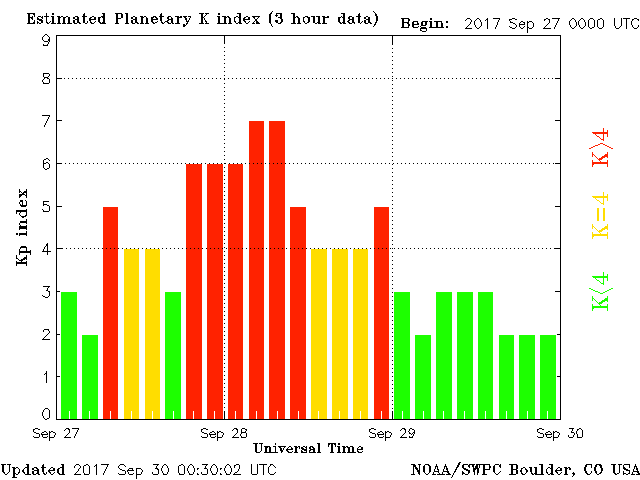 Estimated Planetary K index (3 hour data)
Begin: 2017 Sep 27 0000 UTC
9
8
7
6
5
4
3
2
1
0
Kp index
K>4
K=4
K<4
Sep 27
Sep 28
Sep 29
Sep 30
Universal Time
Updated 2017 Sep 30 00:30:02 UTC
NOAA/SWPC Boulder, CO USA